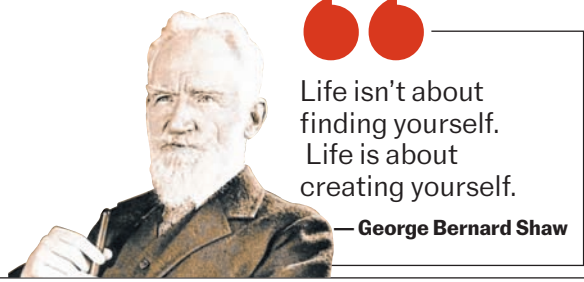 Life isn’t about
finding yourself.
Life is about
creating yourself.
— George Bernard Shaw